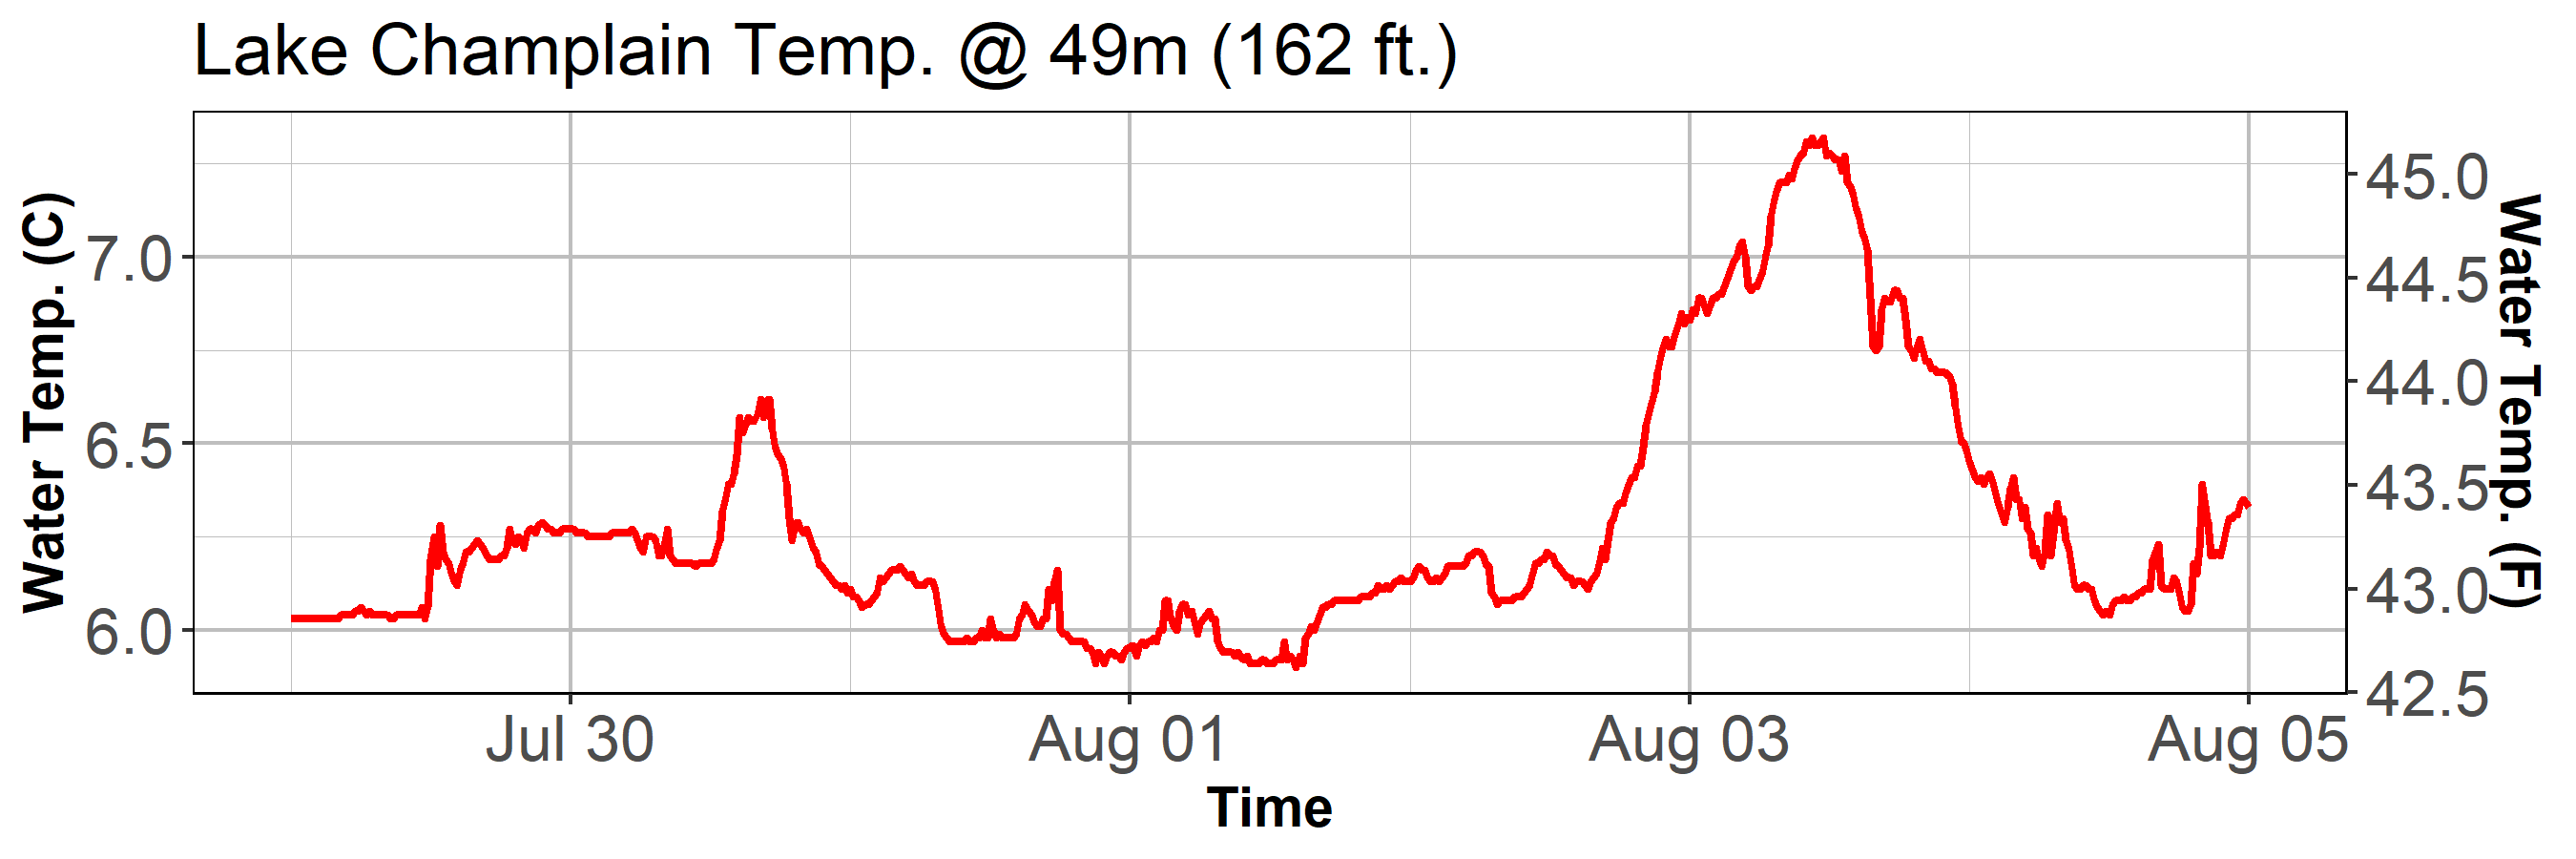 Lake Champlain Temp. @ 49m (162 ft.)
Water Temp. (C)
7.0
6.5
6.0
45.0
44.5
44.0
43.5
43.0
42.5
Water Temp. (F)
Jul 30
Aug 01
Aug 03
Aug 05
Time